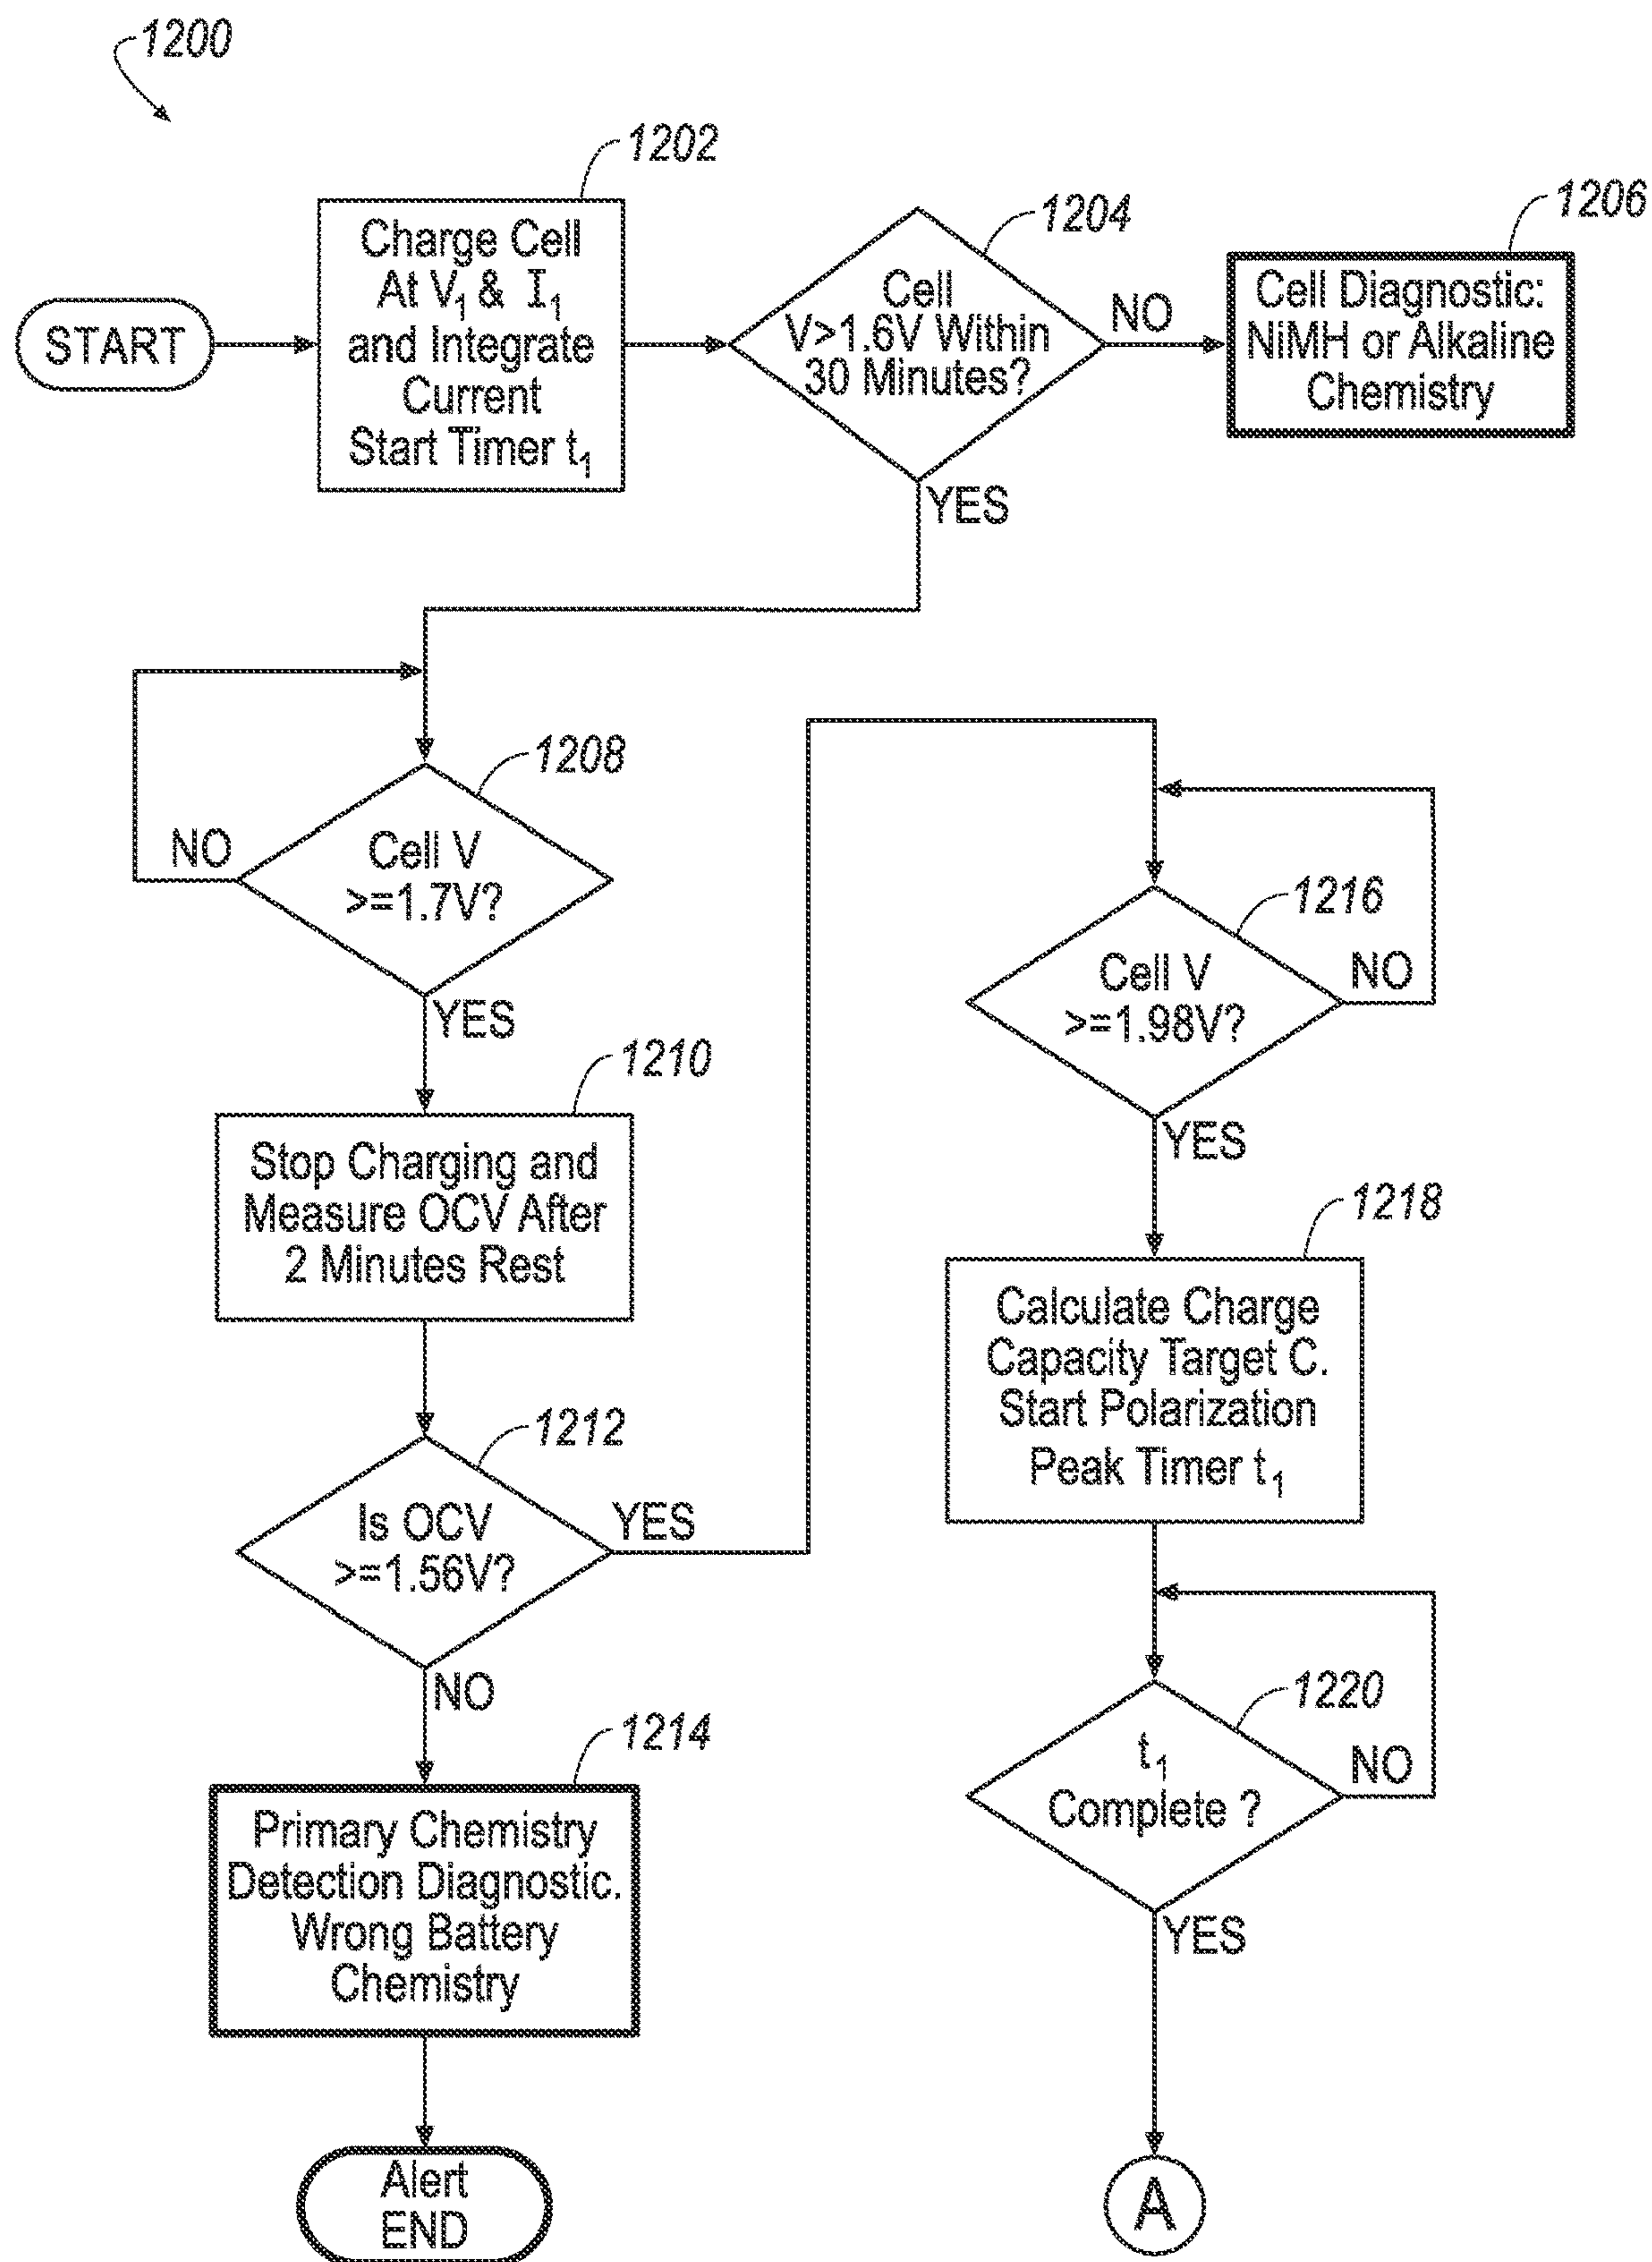 1200
1202
Charge Cell
At V₁ & I₁
and Integrate
Current
Start Timer t₁
START
1204
Cell
V>1.6V Within
30 Minutes?
NO
YES
1206
Cell Diagnostic:
NiMH or Alkaline
Chemistry
1208
NO
Cell V
>=1.7V?
YES
1210
Stop Charging and
Measure OCV After
2 Minutes Rest
1212
Is OCV
>=1.56V?
YES
NO
1214
Primary Chemistry
Detection Diagnostic.
Wrong Battery
Chemistry
Alert
END
1216
Cell V
>=1.98V?
NO
YES
1218
Calculate Charge
Capacity Target C.
Start Polarization
Peak Timer t₁
1220
t₁
Complete ?
NO
YES
A